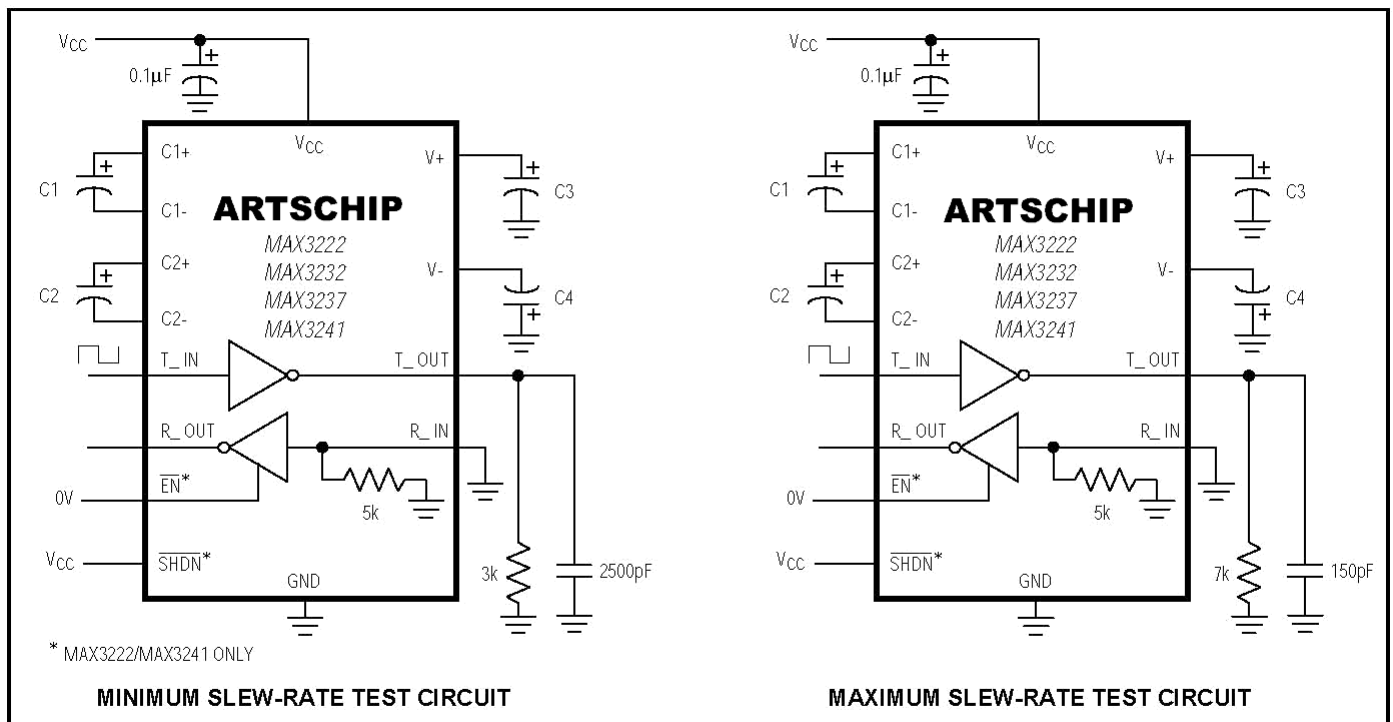 VCC
+
0.1µF
VCC
C1+
+
C1
C1-
V+
+
C3
ARTSCHIP
MAX3222
MAX3232
MAX3237
MAX3241
C2+
+
C2
C2-
V-
C4
+
T_IN
T_OUT
R_OUT
R_IN
0V
EN*
5k
VCC
SHDN*
GND
3k
2500pF
* MAX3222/MAX3241 ONLY
MINIMUM SLEW-RATE TEST CIRCUIT
VCC
+
0.1µF
VCC
C1+
+
C1
C1-
V+
+
C3
ARTSCHIP
MAX3222
MAX3232
MAX3237
MAX3241
C2+
+
C2
C2-
V-
C4
+
T_IN
T_OUT
R_OUT
R_IN
0V
EN*
5k
VCC
SHDN*
GND
7k
150pF
MAXIMUM SLEW-RATE TEST CIRCUIT